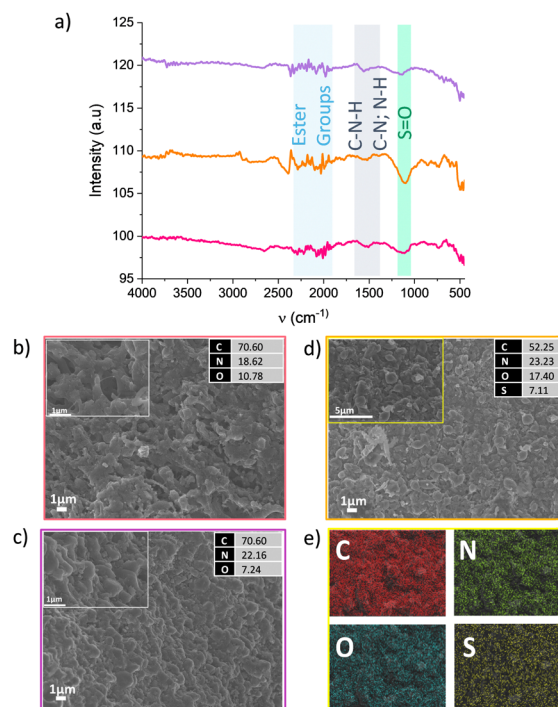 a)
125
120
115
110
105
100
95
Intensity (a.u)
Ester
Groups
C-N-H
C-N; N-H
S=O
4000 3500 3000 2500 2000 1500 1000 500
ν (cm⁻¹)
b)
C 70.60
N 18.62
O 10.78
1μm
1μm
d)
C 52.25
N 23.23
O 17.40
S 7.11
5μm
1μm
c)
C 70.60
N 22.16
O 7.24
1μm
1μm
e)
C N
O S